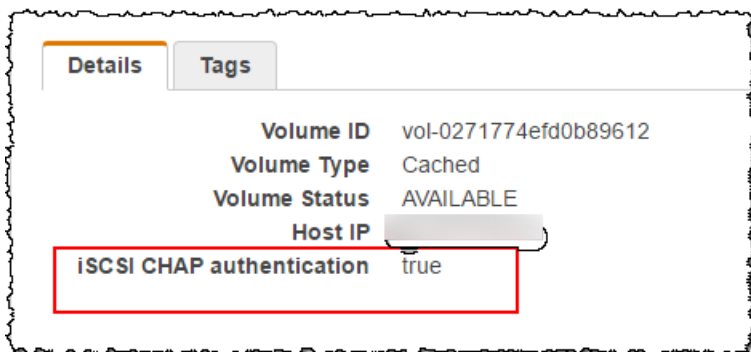 Details Tags
Volume ID vol-0271774efd0b89612
Volume Type Cached
Volume Status AVAILABLE
Host IP
iSCSI CHAP authentication true